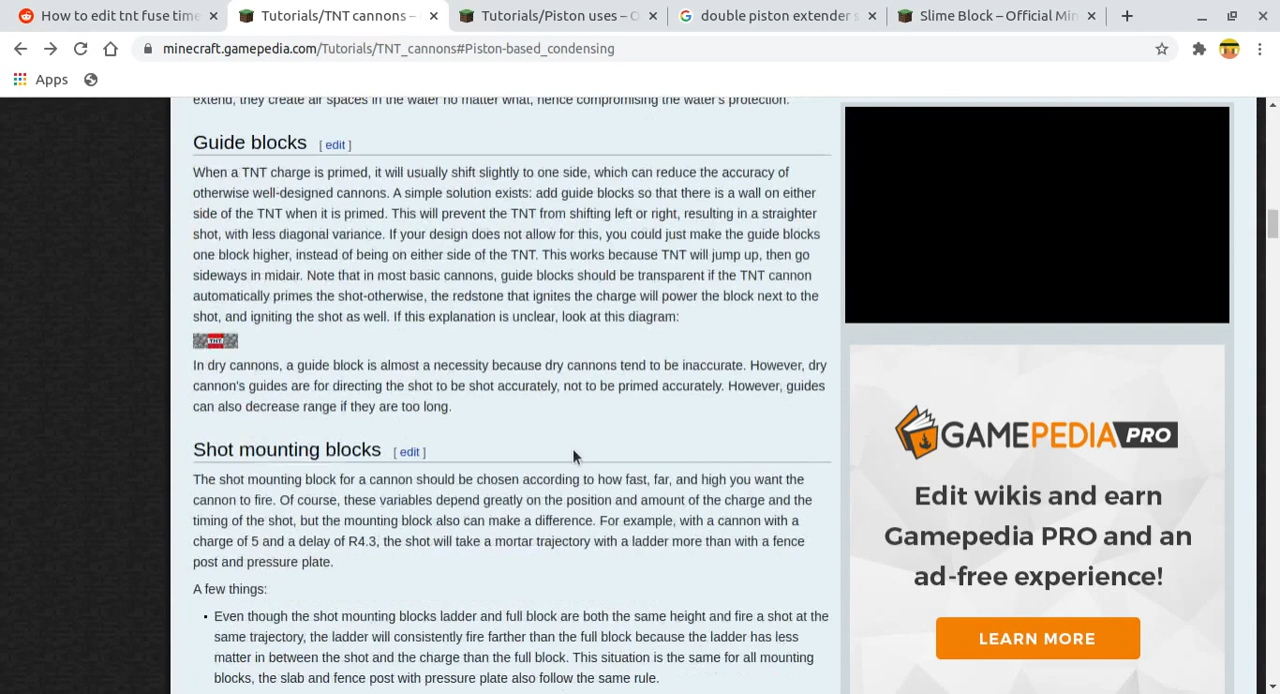 How to edit tnt fuse time
Tutorials/TNT cannons –
Tutorials/Piston uses – O
double piston extender s
Slime Block – Official Min
minecraft.gamepedia.com/Tutorials/TNT_cannons#Piston-based_condensing
Apps
extend, they create air spaces in the water no matter what, hence compromising the water's protection.
Guide blocks [ edit ]
When a TNT charge is primed, it will usually shift slightly to one side, which can reduce the accuracy of
otherwise well-designed cannons. A simple solution exists: add guide blocks so that there is a wall on either
side of the TNT when it is primed. This will prevent the TNT from shifting left or right, resulting in a straighter
shot, with less diagonal variance. If your design does not allow for this, you could just make the guide blocks
one block higher, instead of being on either side of the TNT. This works because TNT will jump up, then go
sideways in midair. Note that in most basic cannons, guide blocks should be transparent if the TNT cannon
automatically primes the shot-otherwise, the redstone that ignites the charge will power the block next to the
shot, and igniting the shot as well. If this explanation is unclear, look at this diagram:
TNT
In dry cannons, a guide block is almost a necessity because dry cannons tend to be inaccurate. However, dry
cannon's guides are for directing the shot to be shot accurately, not to be primed accurately. However, guides
can also decrease range if they are too long.
Shot mounting blocks [ edit ]
The shot mounting block for a cannon should be chosen according to how fast, far, and high you want the
cannon to fire. Of course, these variables depend greatly on the position and amount of the charge and the
timing of the shot, but the mounting block also can make a difference. For example, with a cannon with a
charge of 5 and a delay of R4.3, the shot will take a mortar trajectory with a ladder more than with a fence
post and pressure plate.
A few things:
Even though the shot mounting blocks ladder and full block are both the same height and fire a shot at the
same trajectory, the ladder will consistently fire farther than the full block because the ladder has less
matter in between the shot and the charge than the full block. This situation is the same for all mounting
blocks, the slab and fence post with pressure plate also follow the same rule.
GAMEPEDIA PRO
Edit wikis and earn
Gamepedia PRO and an
ad-free experience!
LEARN MORE